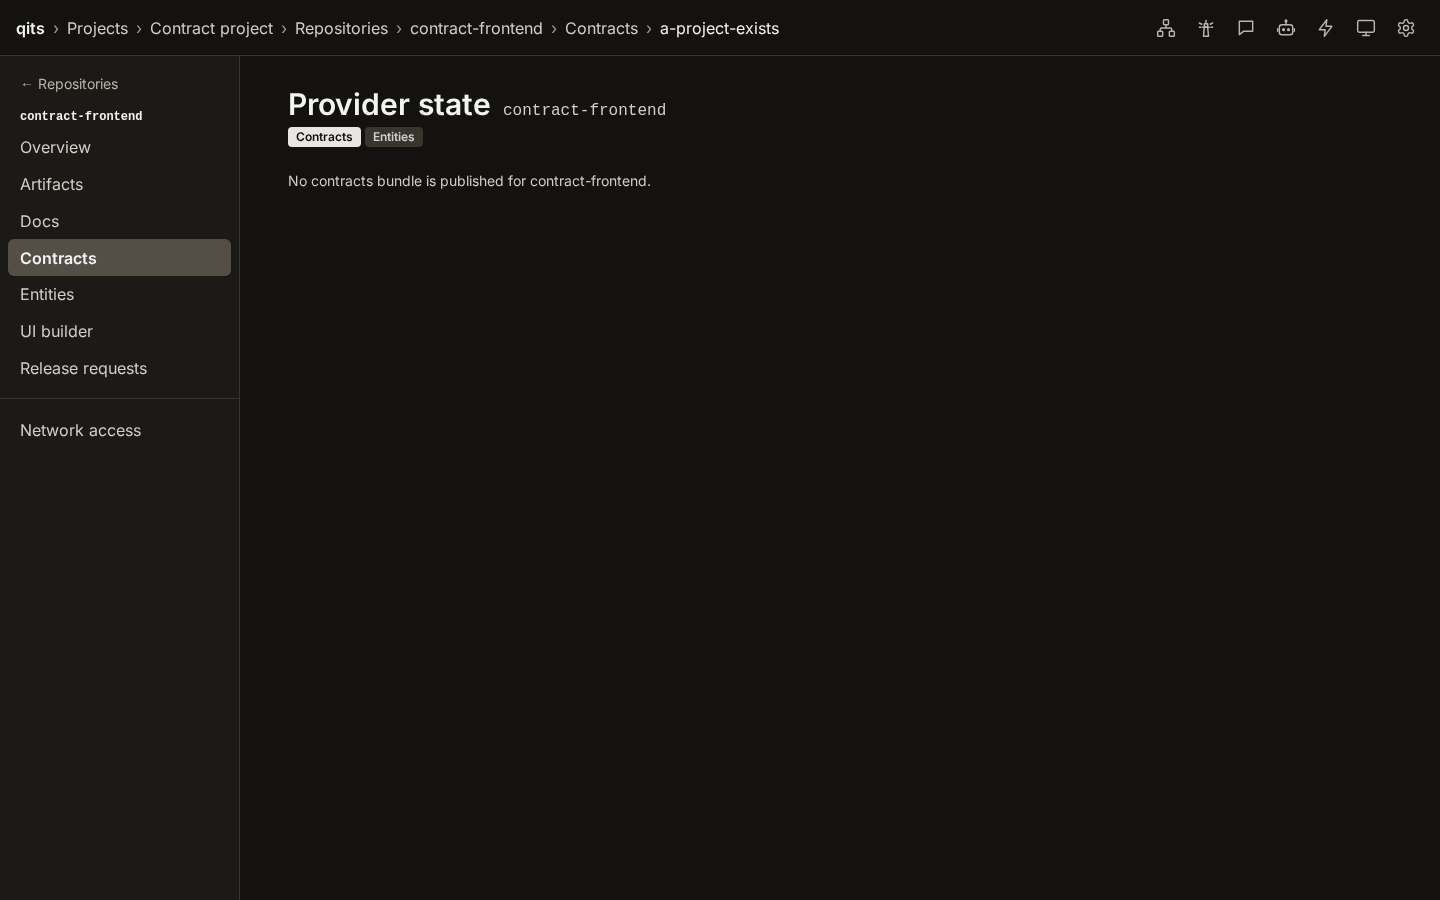 qits › Projects › Contract project › Repositories › contract-frontend › Contracts › a-project-exists
← Repositories
contract-frontend
Overview
Artifacts
Docs
Contracts
Entities
UI builder
Release requests
Network access
Provider state contract-frontend
Contracts Entities
No contracts bundle is published for contract-frontend.